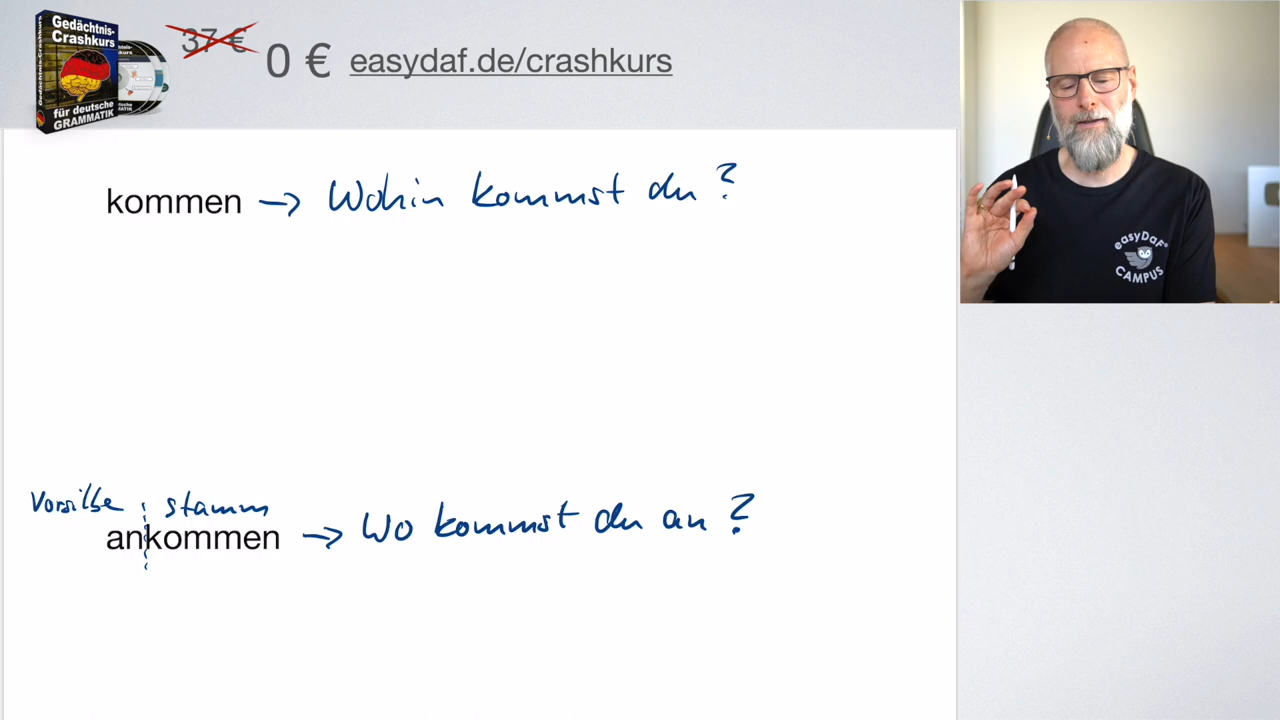 Gedächtnis-
Crashkurs
für deutsche
GRAMMATIK
37 €
0 € easydaf.de/crashkurs
kommen → Wohin kommst du?
Vorsilbe stamm
ankommen → Wo kommst du an?
easyDaF®
CAMPUS